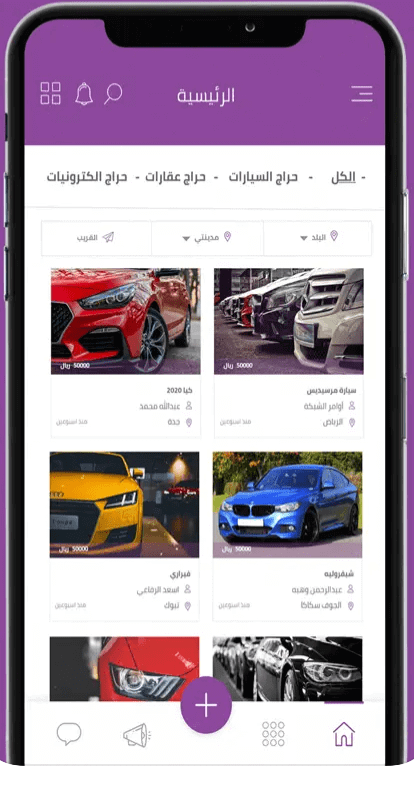 الرئيسية
- الكل - حراج السيارات - حراج عقارات - حراج الكترونيات
البلد مدينتي القريب
50000 ريال
سيارة مرسيديس
أوامر الشبكة
الرياض منذ اسبوعين
50000 ريال
كيا 2020
عبدالله محمد
جدة منذ اسبوعين
50000 ريال
شيفروليه
عبدالرحمن وهبه
الجوف سكاكا منذ اسبوعين
50000 ريال
فيراري
اسعد الرفاعي
تبوك منذ اسبوعين